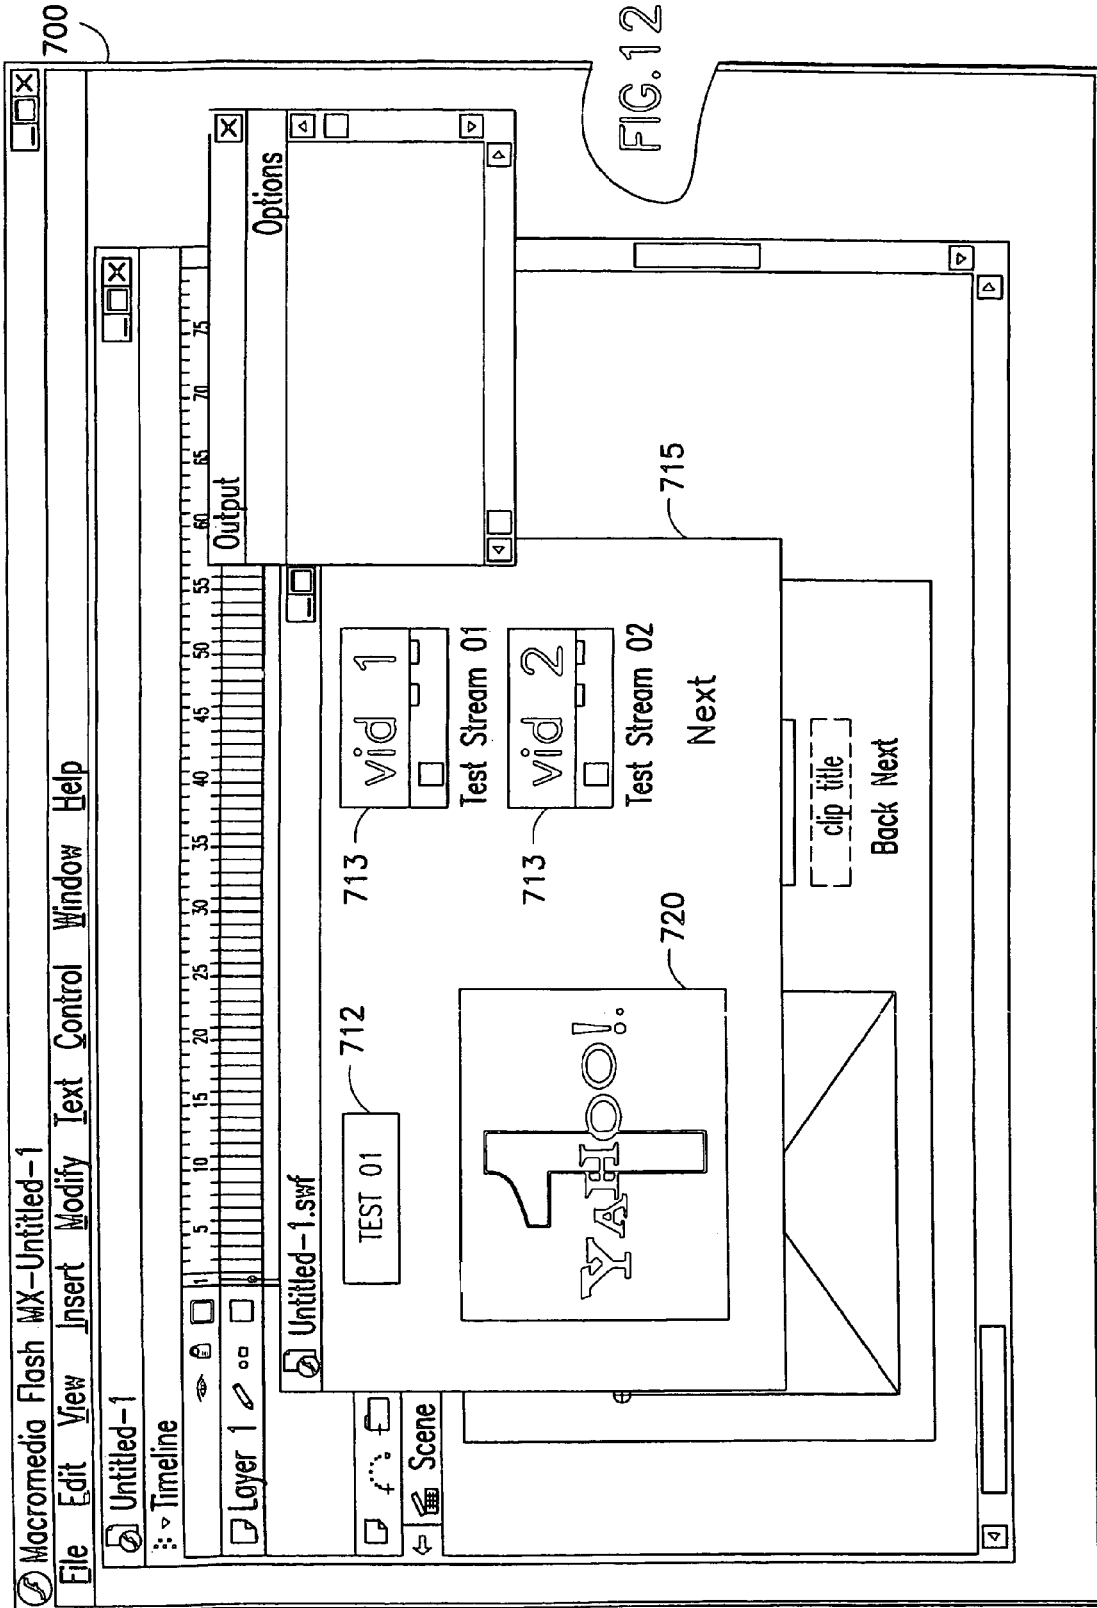 Macromedia Flash MX-Untitled-1
700
File Edit View Insert Modify Text Control Window Help
Untitled-1
Timeline
1 5 10 15 20 25 30 35 40 45 50 55 60 65 70 75
Layer 1
Output
Options
Untitled-1.swf
Scene
TEST 01
712
713
vid 1
Test Stream 01
713
vid 2
Test Stream 02
Next
1
YAHOO!
720
715
clip title
Back Next
FIG.12